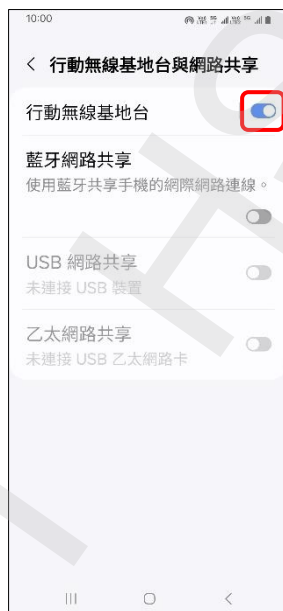 10:00
行動無線基地台與網路共享
行動無線基地台
藍牙網路共享
使用藍牙共享手機的網際網路連線。
USB 網路共享
未連接 USB 裝置
乙太網路共享
未連接 USB 乙太網路卡